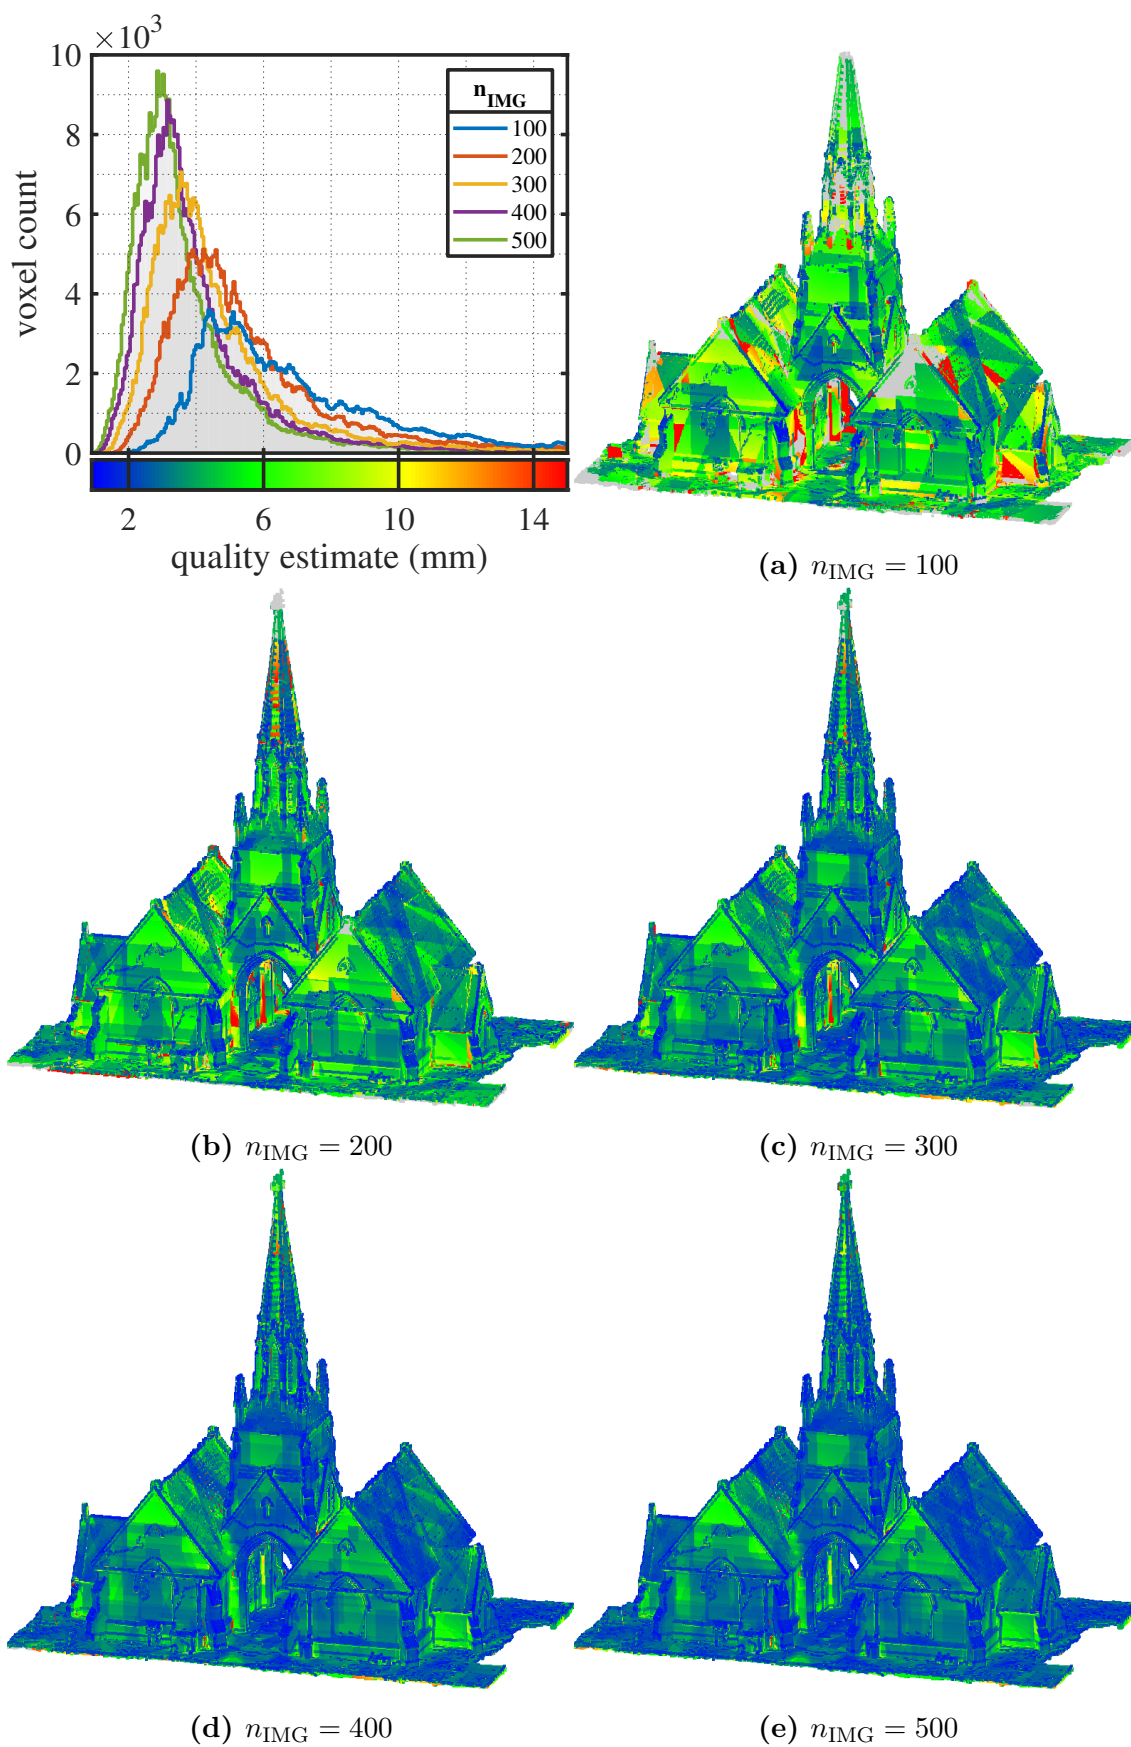 ×10³
10
8
6
4
2
0
voxel count
n_IMG
100
200
300
400
500
2 6 10 14
quality estimate (mm)
(a) n_IMG = 100
(b) n_IMG = 200
(c) n_IMG = 300
(d) n_IMG = 400
(e) n_IMG = 500